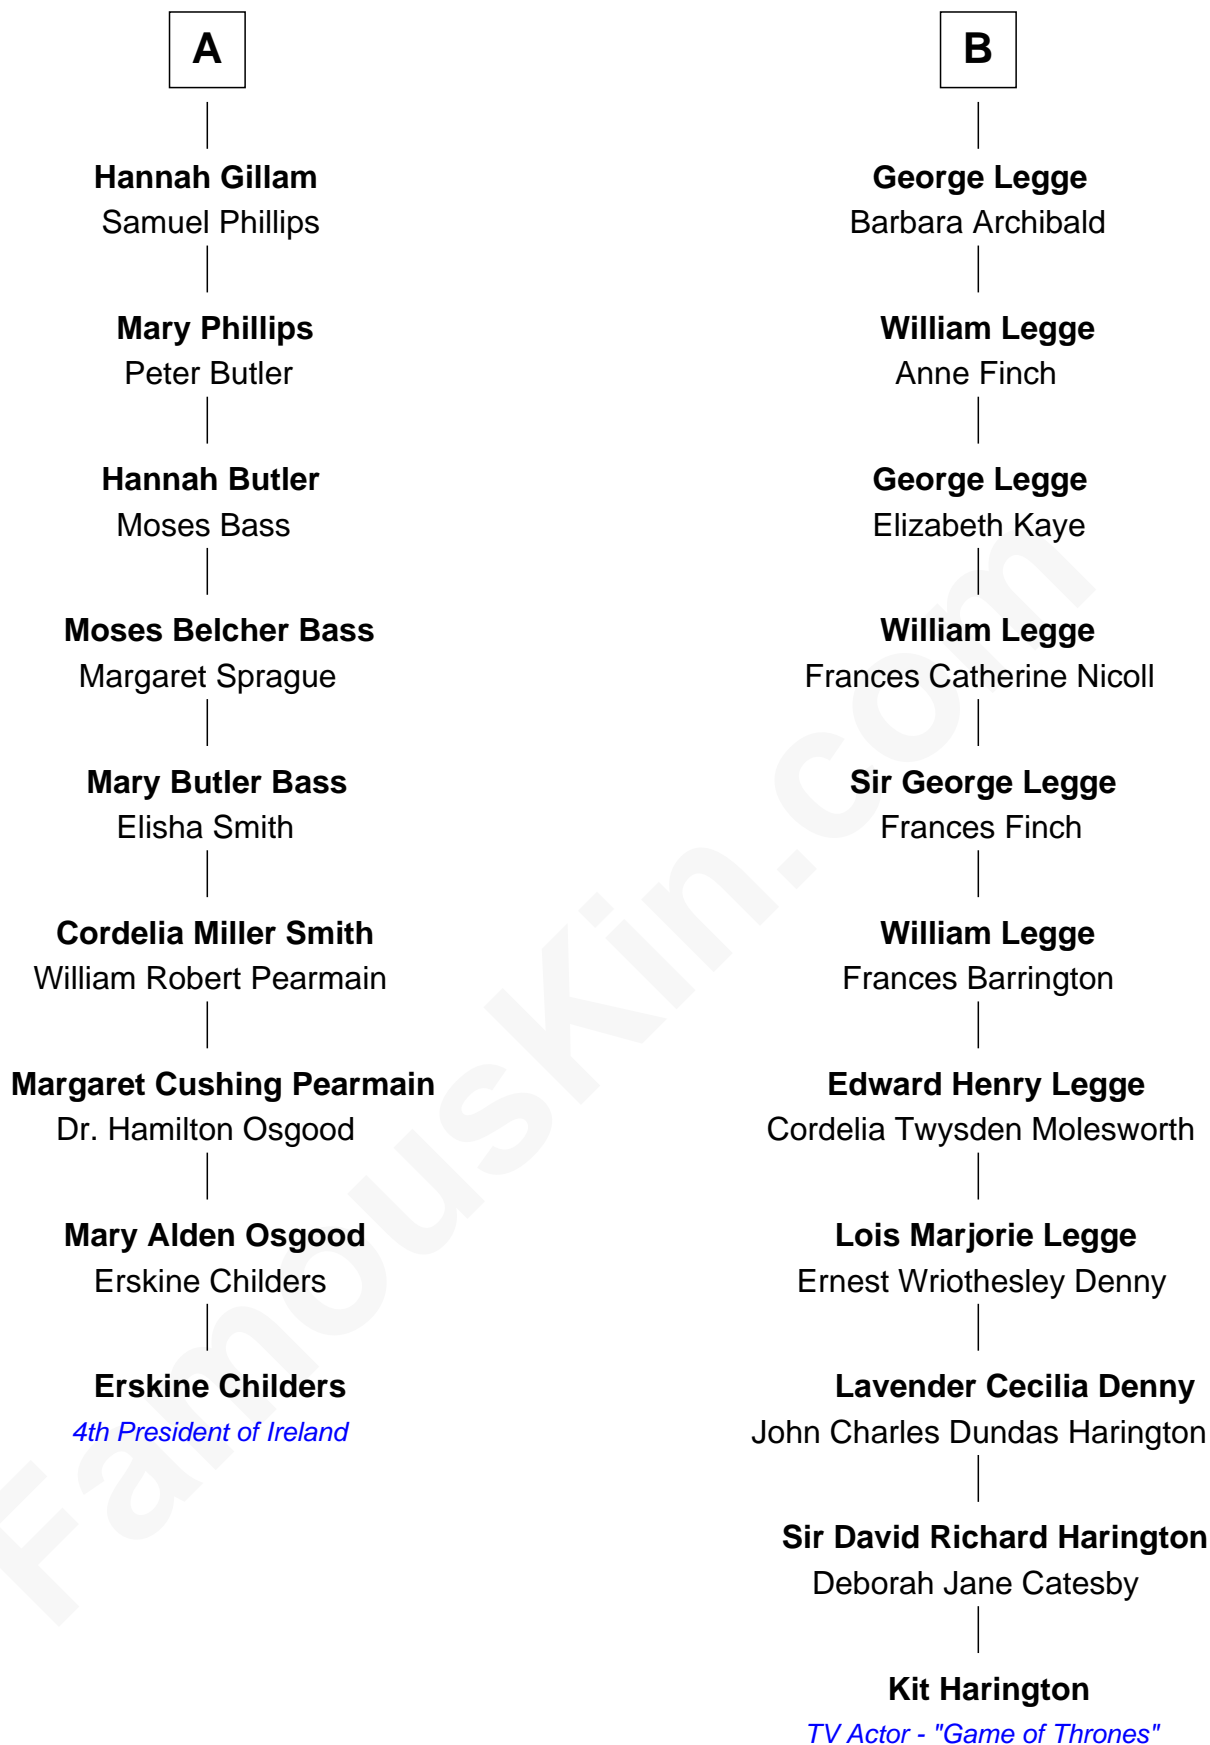 A
Hannah Gillam
Samuel Phillips
Mary Phillips
Peter Butler
Hannah Butler
Moses Bass
Moses Belcher Bass
Margaret Sprague
Mary Butler Bass
Elisha Smith
Cordelia Miller Smith
William Robert Pearmain
Margaret Cushing Pearmain
Dr. Hamilton Osgood
Mary Alden Osgood
Erskine Childers
Erskine Childers
4th President of Ireland
B
George Legge
Barbara Archibald
William Legge
Anne Finch
George Legge
Elizabeth Kaye
William Legge
Frances Catherine Nicoll
Sir George Legge
Frances Finch
William Legge
Frances Barrington
Edward Henry Legge
Cordelia Twysden Molesworth
Lois Marjorie Legge
Ernest Wriothesley Denny
Lavender Cecilia Denny
John Charles Dundas Harington
Sir David Richard Harington
Deborah Jane Catesby
Kit Harington
TV Actor - "Game of Thrones"
FamousKin.com